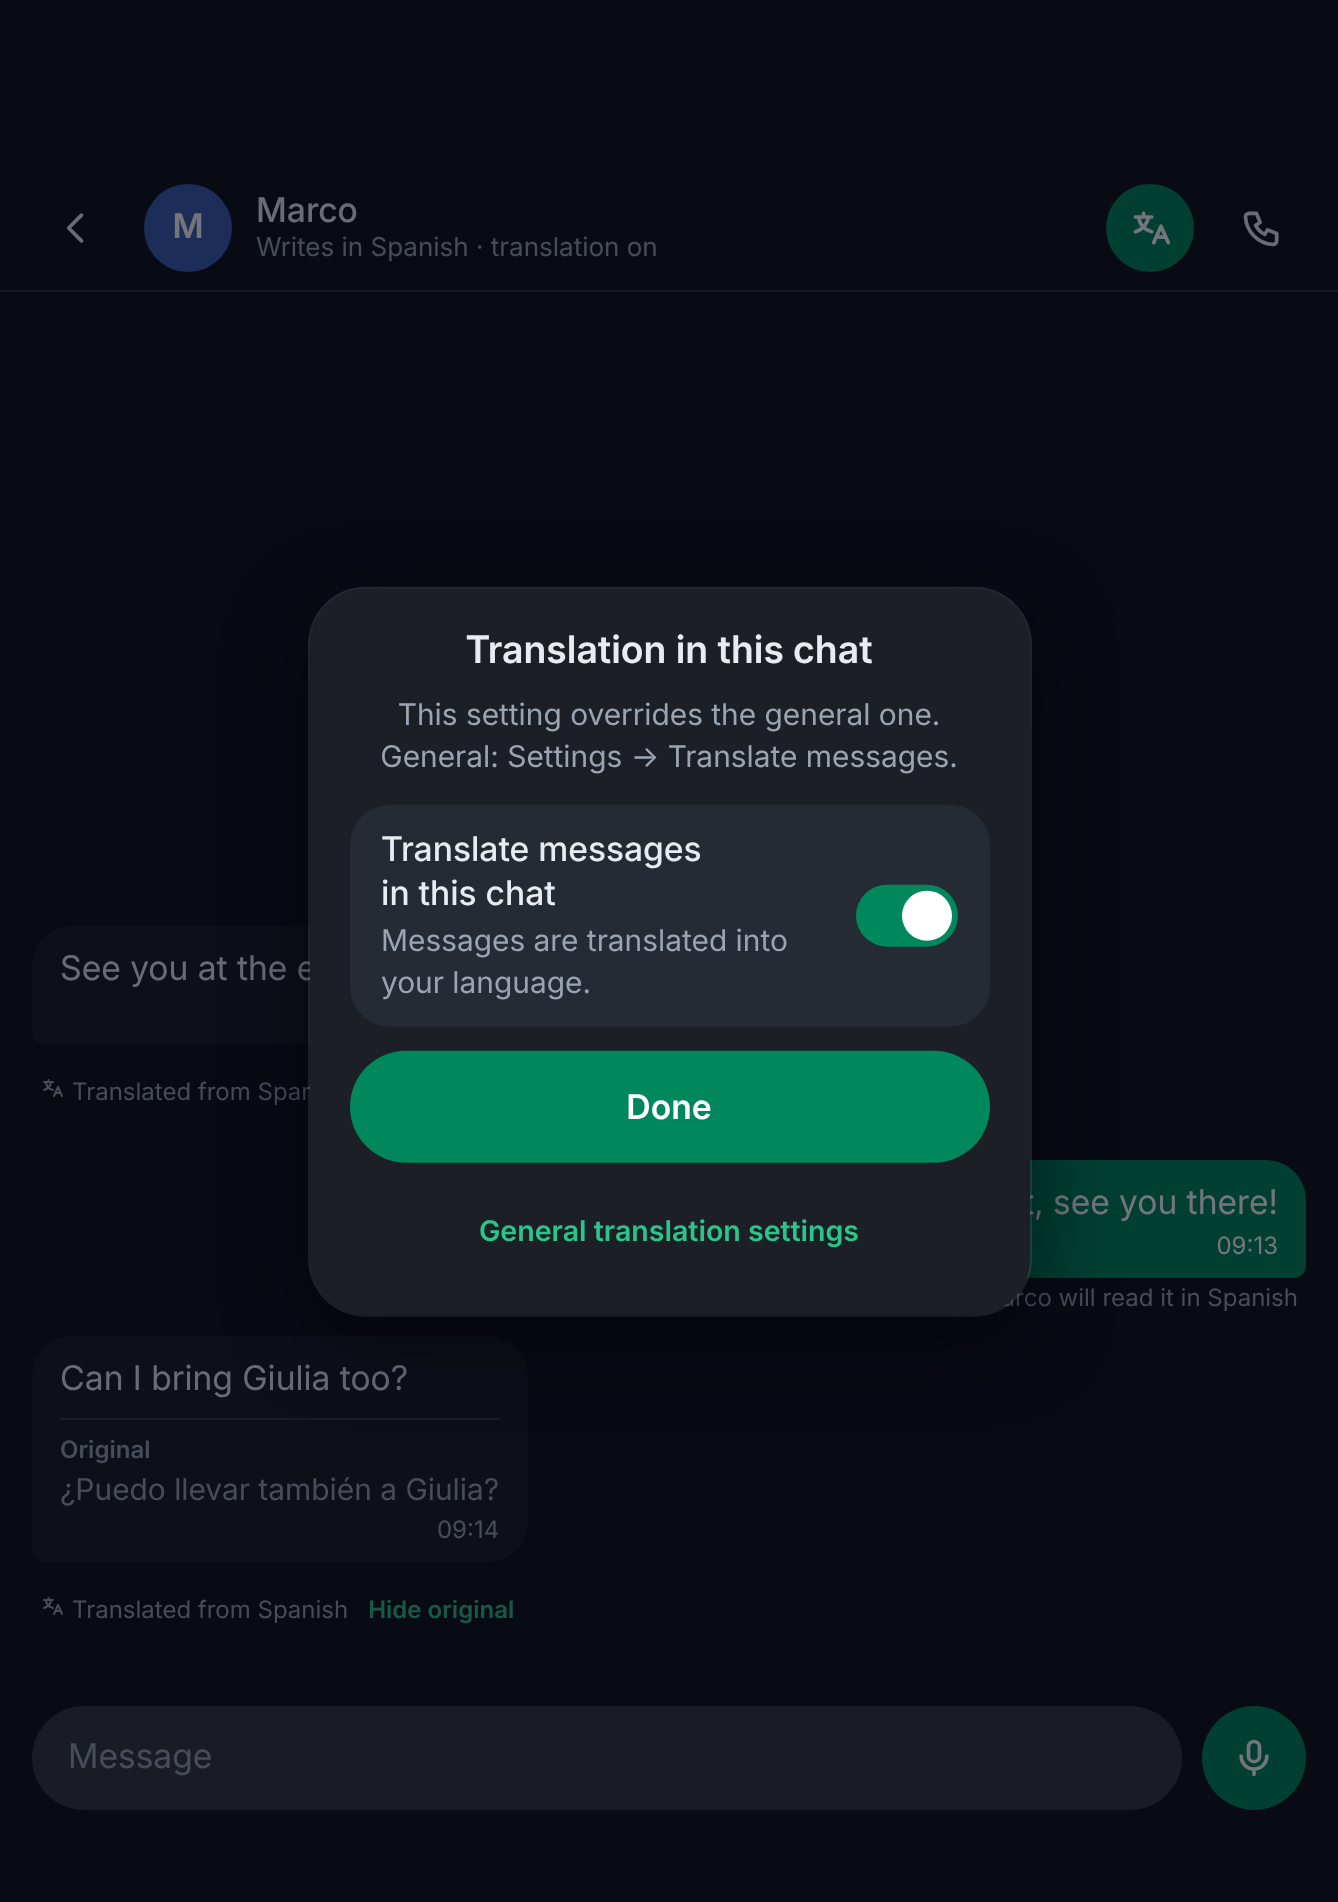 M
Marco
Writes in Spanish · translation on
Translation in this chat
This setting overrides the general one.
General: Settings → Translate messages.
Translate messages
in this chat
Messages are translated into
your language.
Done
General translation settings
See you at the
Translated from
see you there!
09:13
will read it in Spanish
Can I bring Giulia too?
Original
¿Puedo llevar también a Giulia?
09:14
Translated from Spanish Hide original
Message